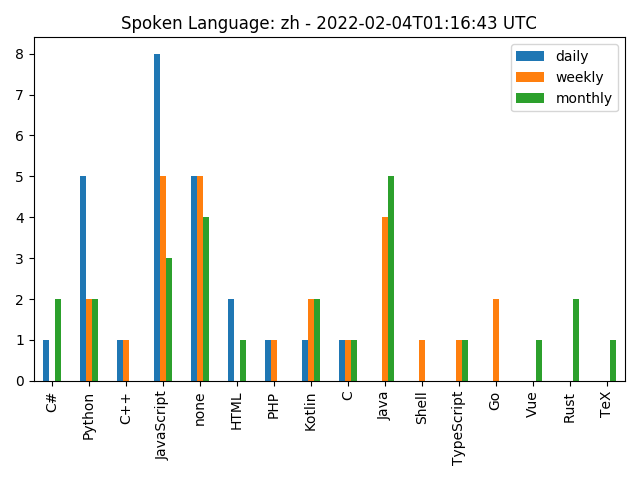 Spoken Language: zh - 2022-02-04T01:16:43 UTC
daily
weekly
monthly
8
7
6
5
4
3
2
1
0
C#
Python
C++
JavaScript
none
HTML
PHP
Kotlin
C
Java
Shell
TypeScript
Go
Vue
Rust
TeX